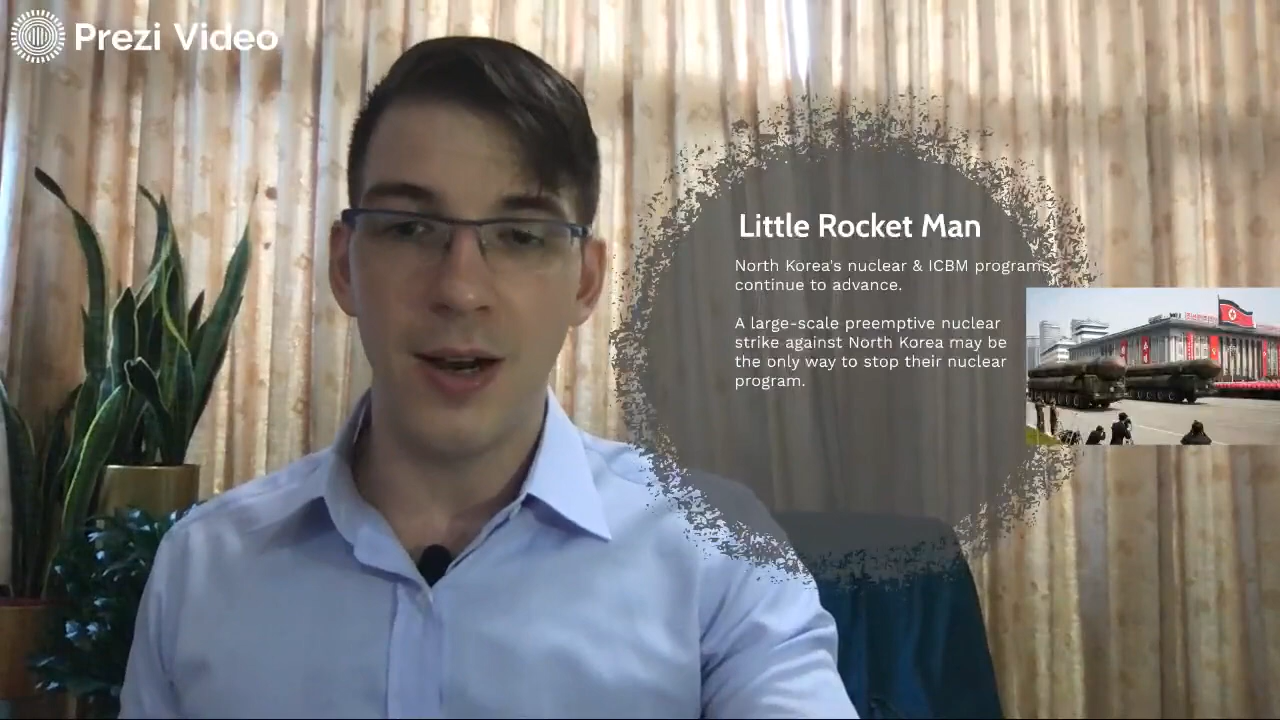 Prezi Video
Little Rocket Man
North Korea's nuclear & ICBM programs
continue to advance.
A large-scale preemptive nuclear
strike against North Korea may be
the only way to stop their nuclear
program.